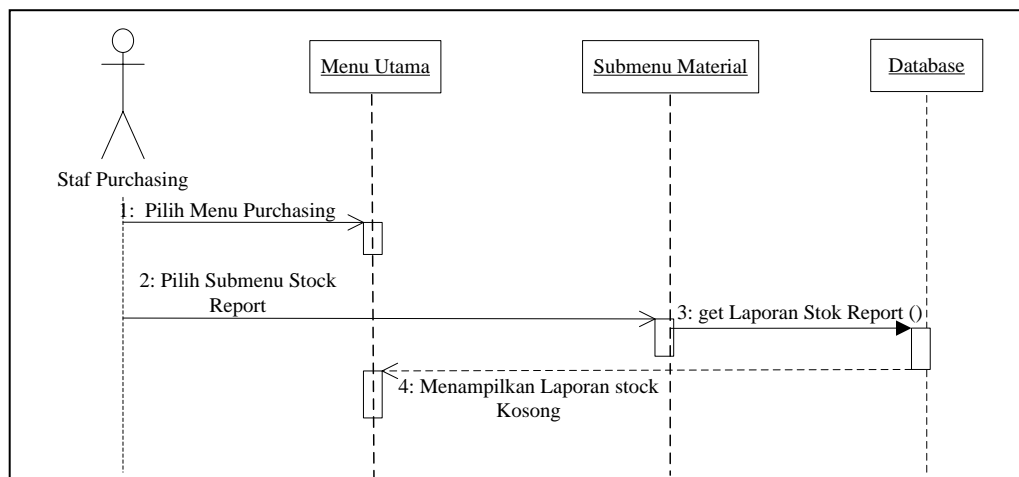 Menu Utama
Submenu Material
Database
Staf Purchasing
1: Pilih Menu Purchasing
2: Pilih Submenu Stock
Report
3: get Laporan Stok Report ()
4: Menampilkan Laporan stock
Kosong